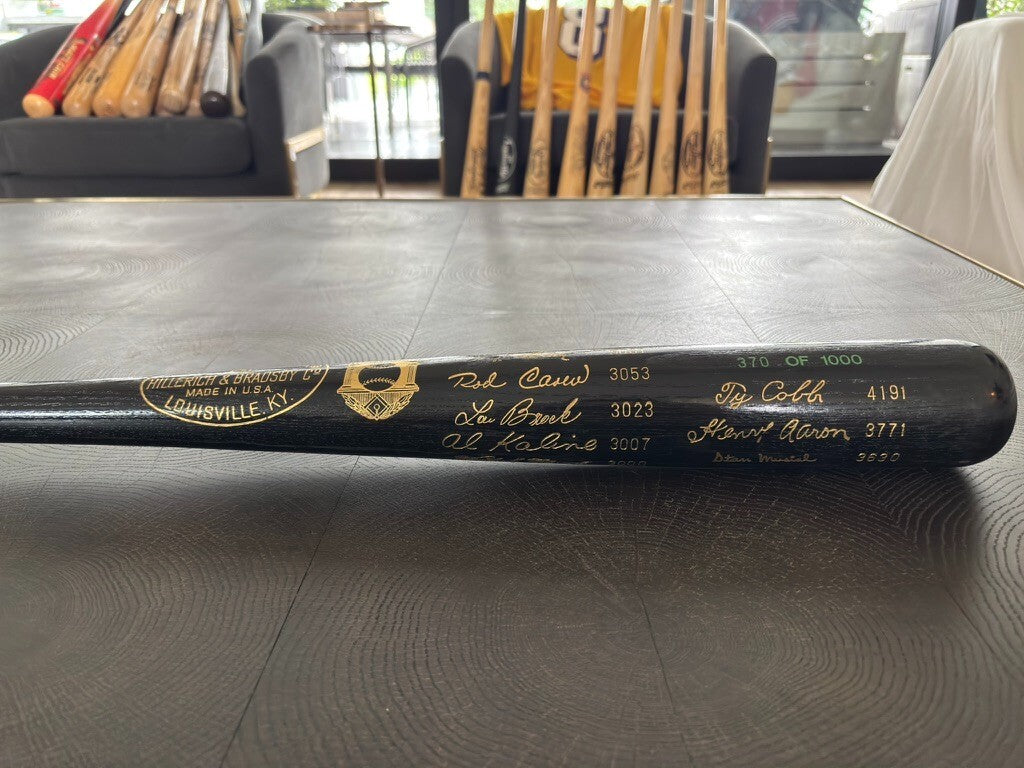 HILLERICH & BRADSBY Co
MADE IN U.S.A.
LOUISVILLE, KY.
Rod Carew 3053
Lou Brock 3023
Al Kaline 3007
370 OF 1000
Ty Cobb 4191
Henry Aaron 3771
Stan Musial 3630